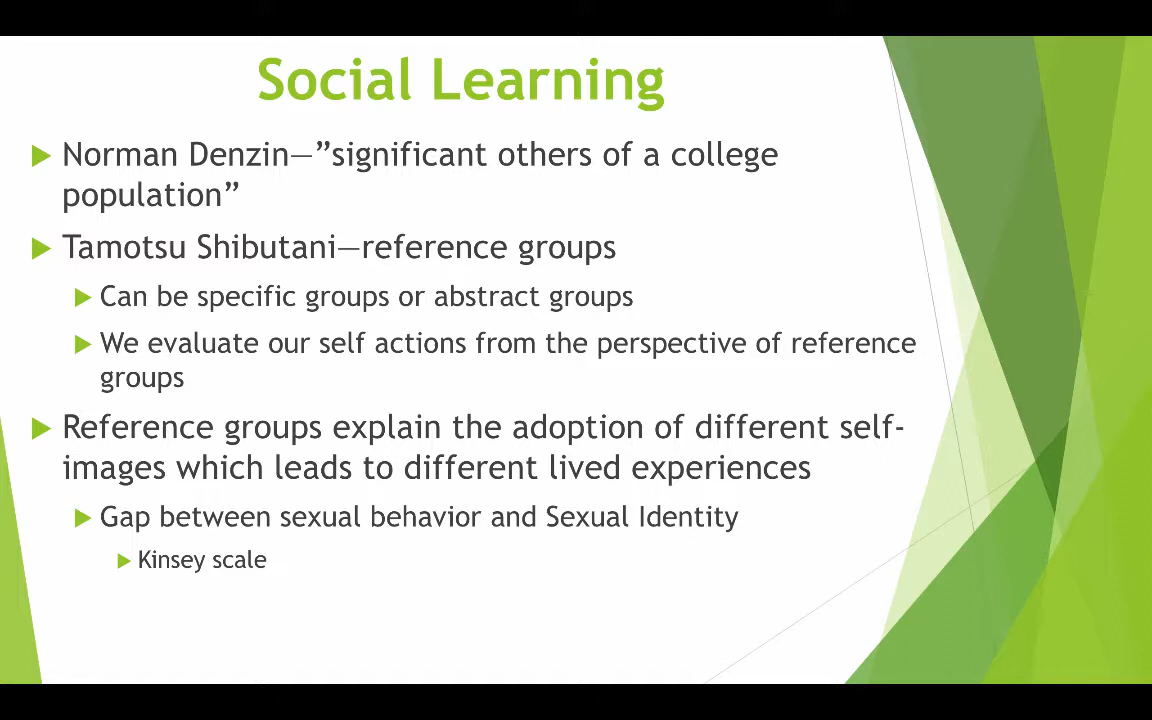 Social Learning
Norman Denzin—”significant others of a college
population”
Tamotsu Shibutani—reference groups
Can be specific groups or abstract groups
We evaluate our self actions from the perspective of reference
groups
Reference groups explain the adoption of different self-
images which leads to different lived experiences
Gap between sexual behavior and Sexual Identity
Kinsey scale